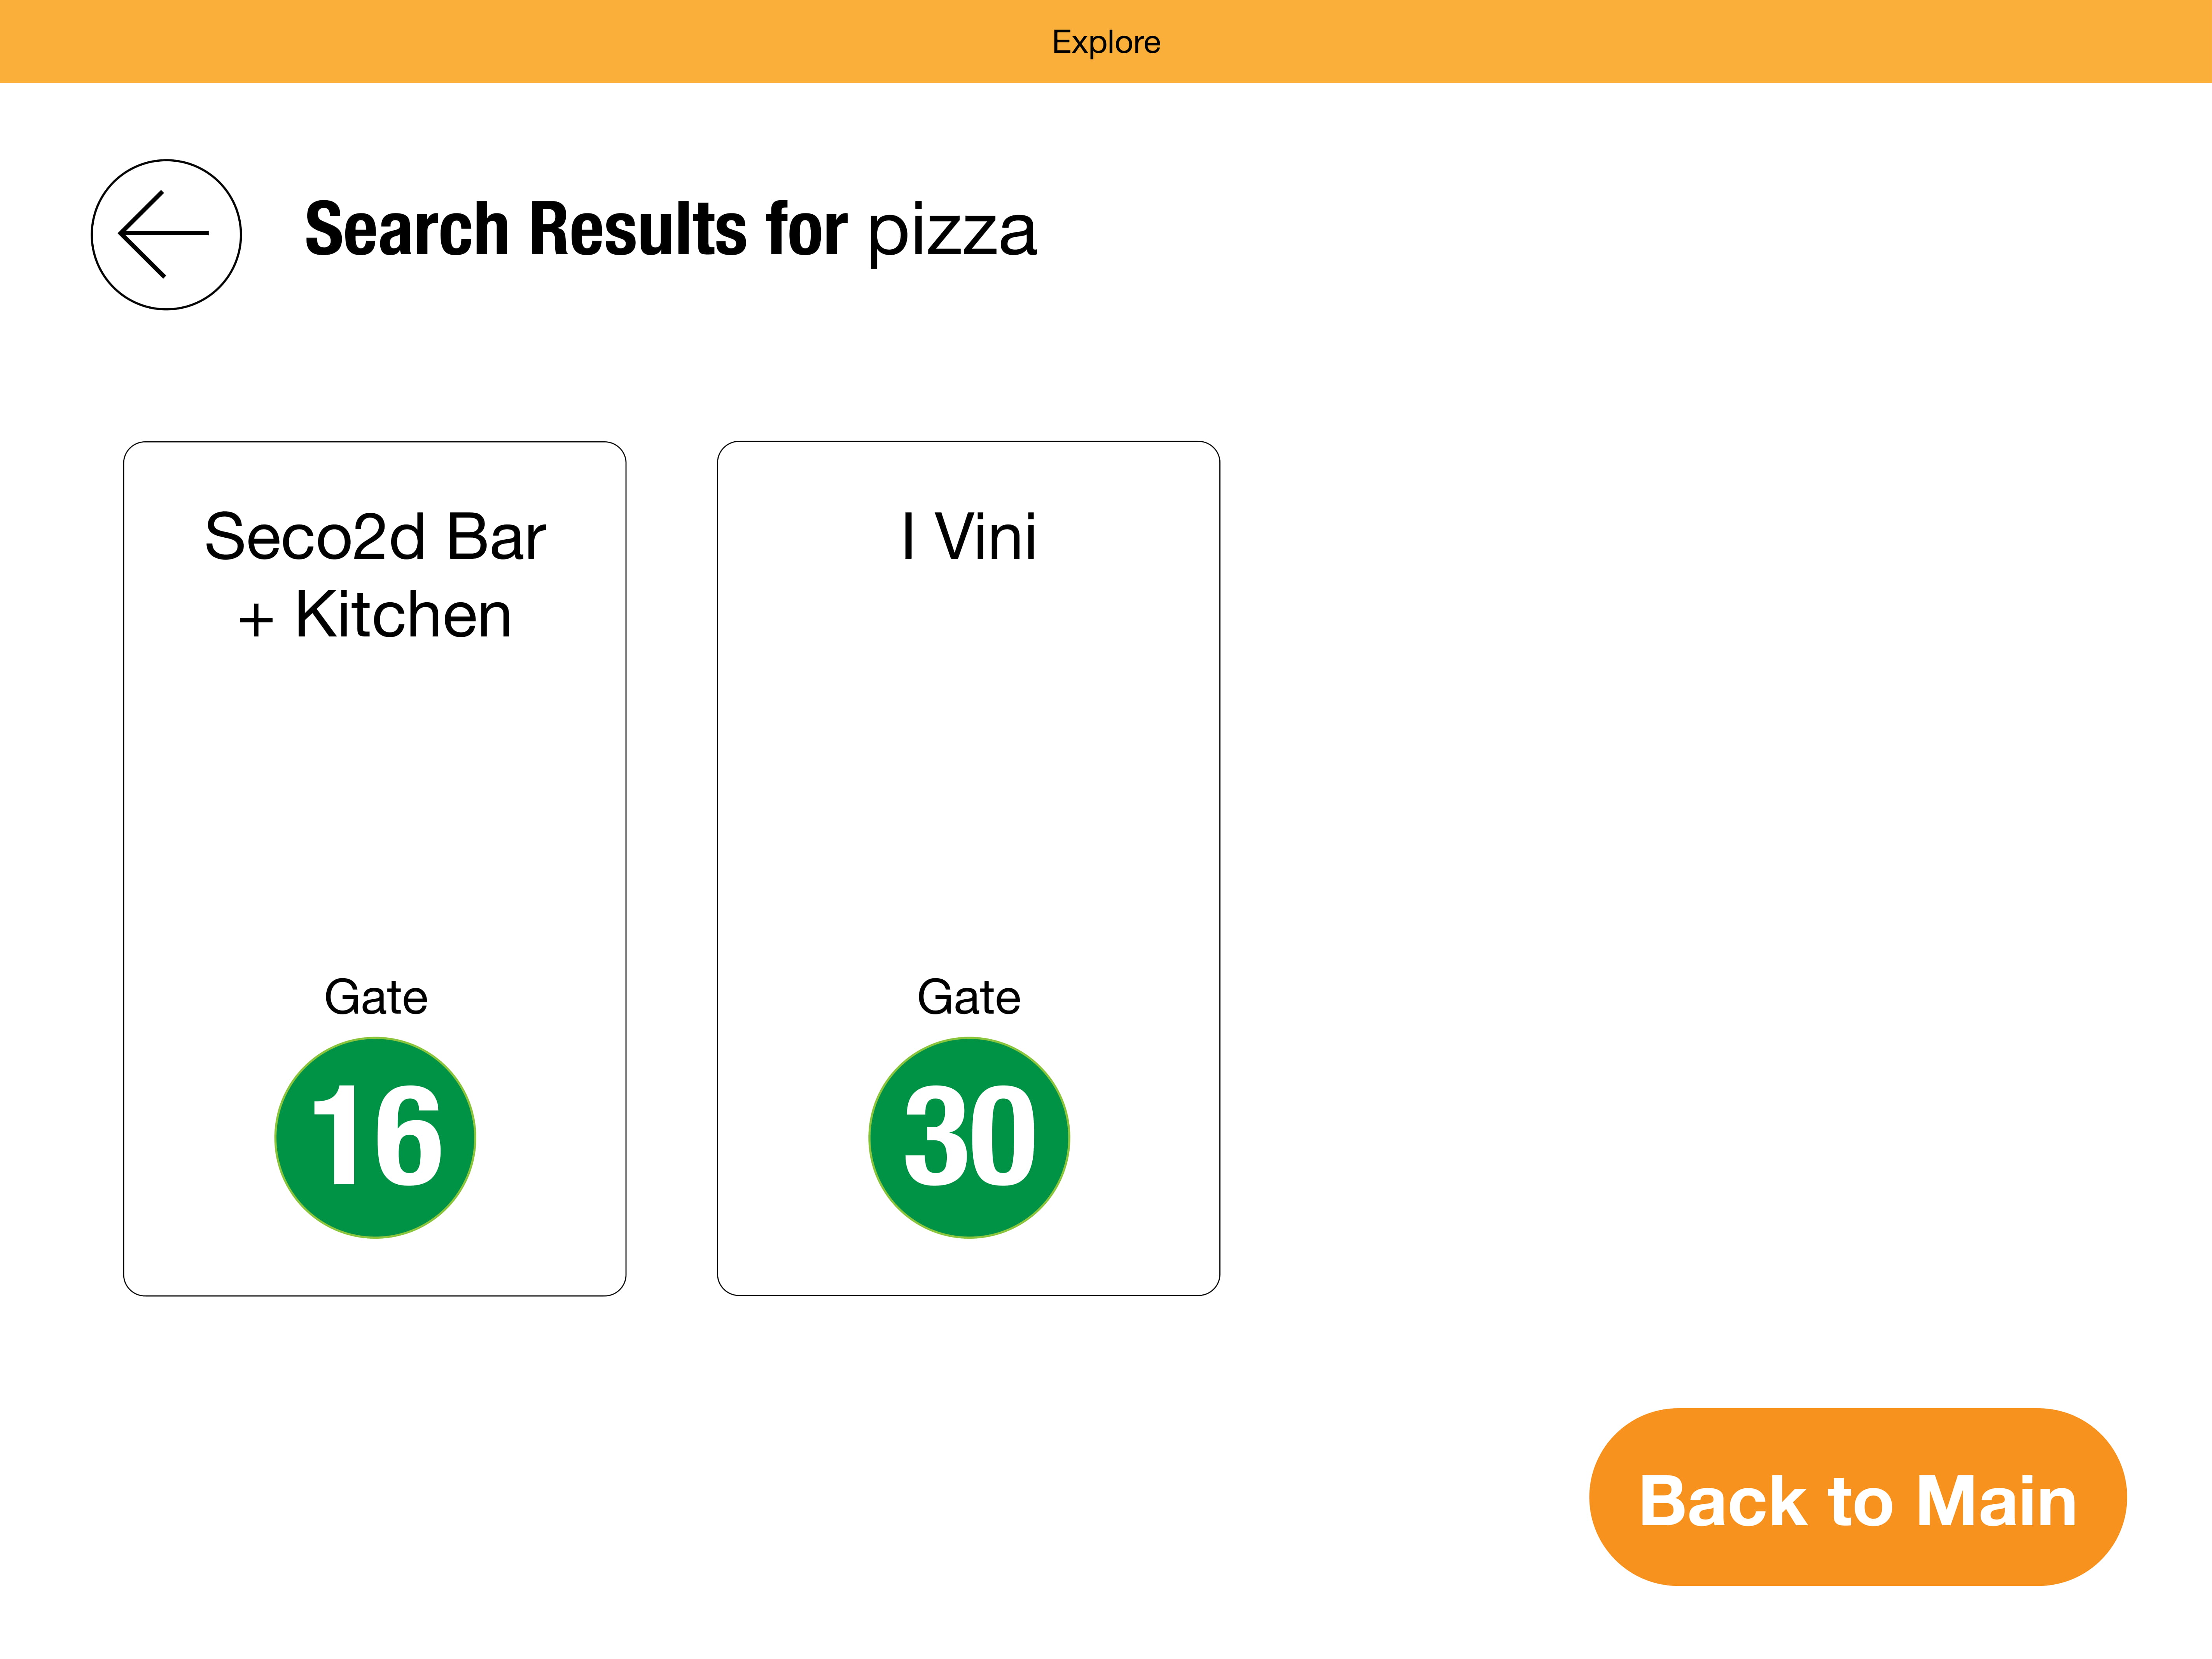 Explore
Search Results for pizza
Seco2d Bar
+ Kitchen
Gate
16
I Vini
Gate
30
Back to Main